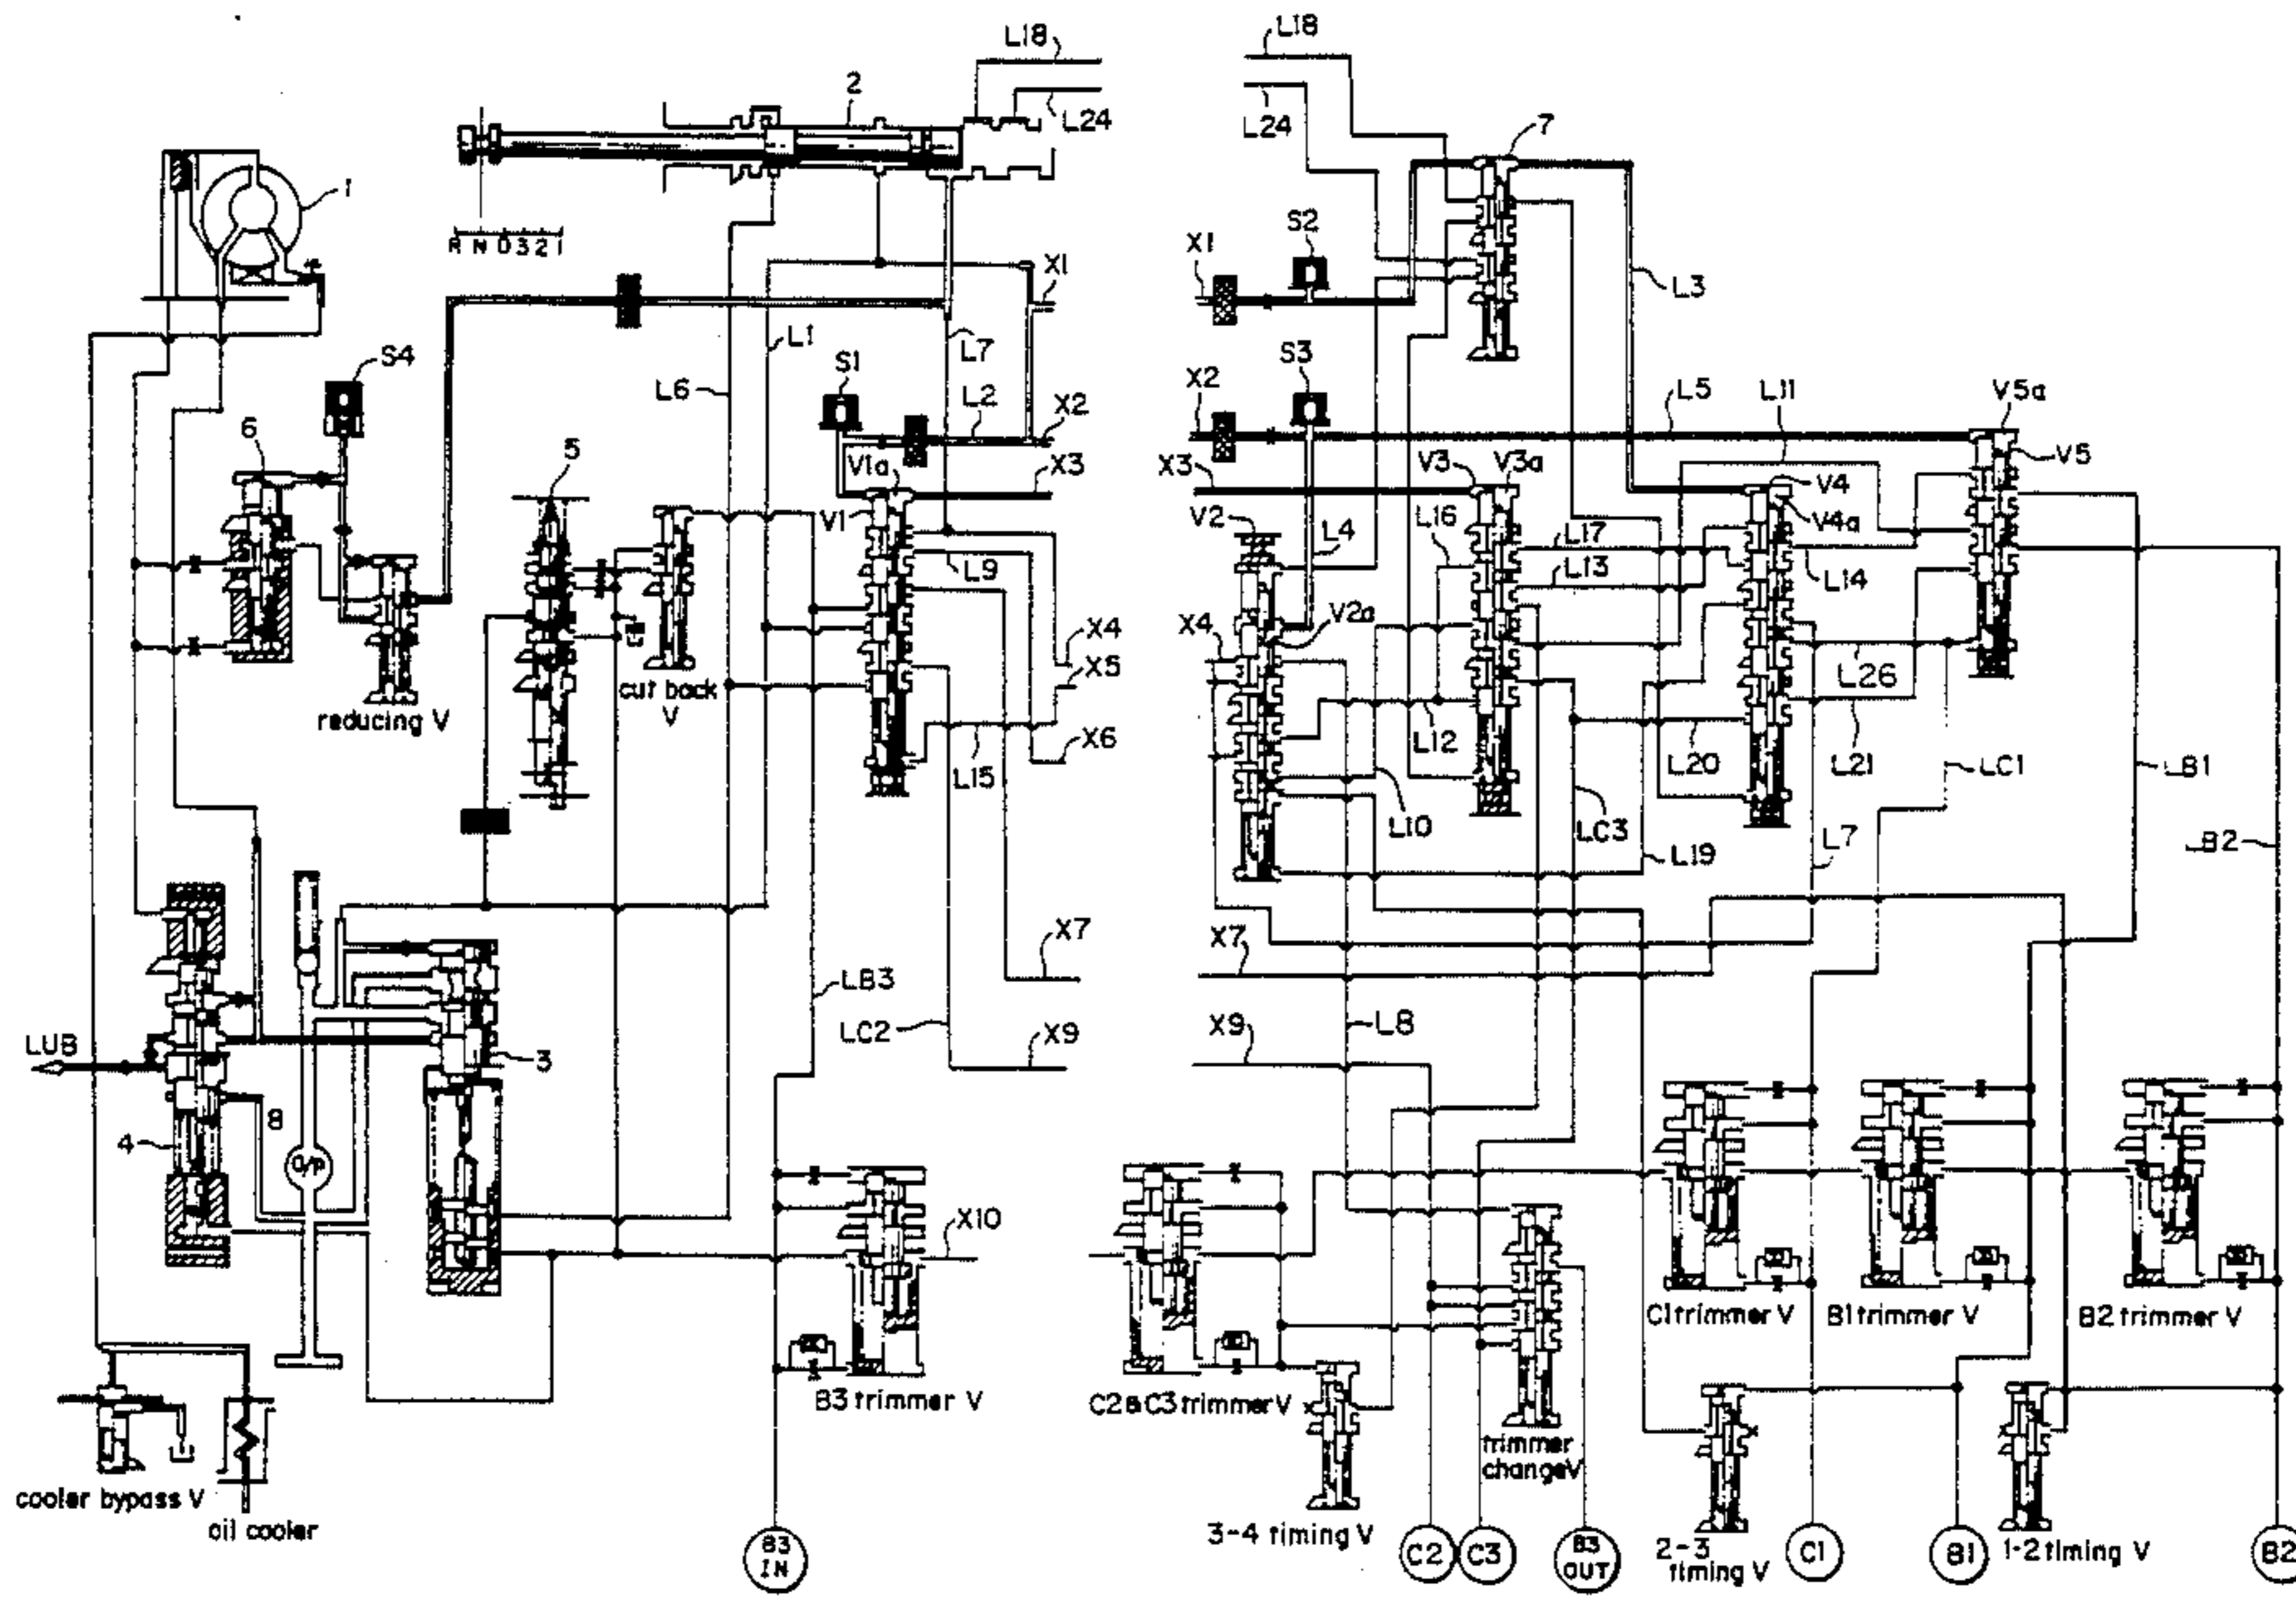 L18
L24
2
1
R N D 3 2 1
X1
S4
L1
L7
S1
L6
L2
X2
6
5
V1a
X3
V1
L9
X4
X5
cut back
V
reducing V
X6
L15
X7
LB3
LC2
X9
LUB
3
8
4
O/P
X10
B3 trimmer V
cooler bypass V
oil cooler
B3
IN
L18
L24
7
S2
X1
L3
S3
X2
L5
L11
V5a
X3
V3
V3a
V4
V5
V2
L4
L16
L17
V4a
L13
L14
X4
V2a
L26
L12
L20
L21
LC1
LB1
L10
LC3
L19
L7
LB2
X7
L8
X9
C1 trimmer V
B1 trimmer V
B2 trimmer V
C2&C3 trimmer V
trimmer
change V
3-4 timing V
2-3
timing V
1-2 timing V
C2
C3
B3
OUT
C1
B1
B2